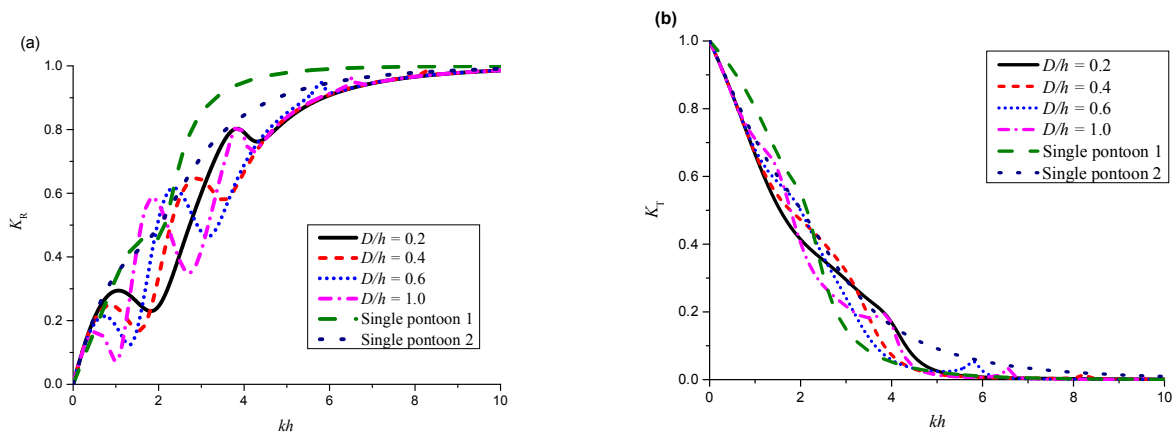 (a)
1.0
0.8
0.6
0.4
0.2
0.0
K_R
0
2
4
6
8
10
kh
D/h = 0.2
D/h = 0.4
D/h = 0.6
D/h = 1.0
Single pontoon 1
Single pontoon 2
(b)
1.0
0.8
0.6
0.4
0.2
0.0
K_T
0
2
4
6
8
10
kh
D/h = 0.2
D/h = 0.4
D/h = 0.6
D/h = 1.0
Single pontoon 1
Single pontoon 2